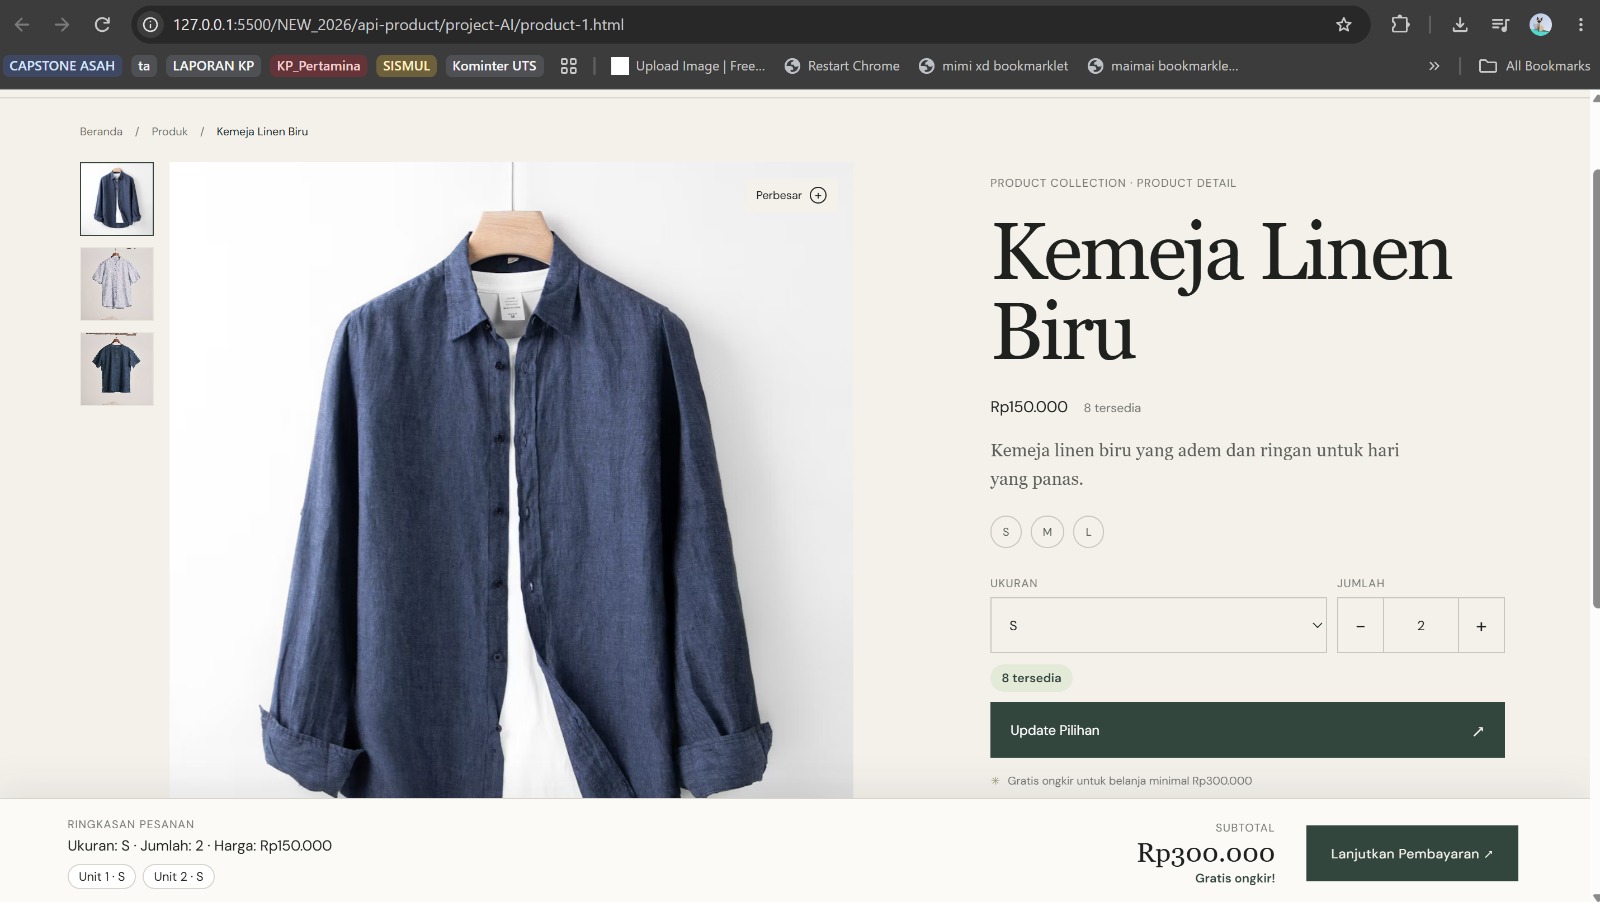 127.0.0.1:5500/NEW_2026/api-product/project-AI/product-1.html
CAPSTONE ASAH
ta
LAPORAN KP
KP_Pertamina
SISMUL
Kominter UTS
Upload Image | Free...
Restart Chrome
mimi xd bookmarklet
maimai bookmarkle...
»
All Bookmarks
Beranda / Produk / Kemeja Linen Biru
Perbesar
PRODUCT COLLECTION · PRODUCT DETAIL
Kemeja Linen
Biru
Rp150.000 8 tersedia
Kemeja linen biru yang adem dan ringan untuk hari
yang panas.
S M L
UKURAN JUMLAH
S − 2 +
8 tersedia
Update Pilihan ↗
✳ Gratis ongkir untuk belanja minimal Rp300.000
RINGKASAN PESANAN
Ukuran: S · Jumlah: 2 · Harga: Rp150.000
Unit 1 · S Unit 2 · S
SUBTOTAL
Rp300.000
Gratis ongkir!
Lanjutkan Pembayaran ↗